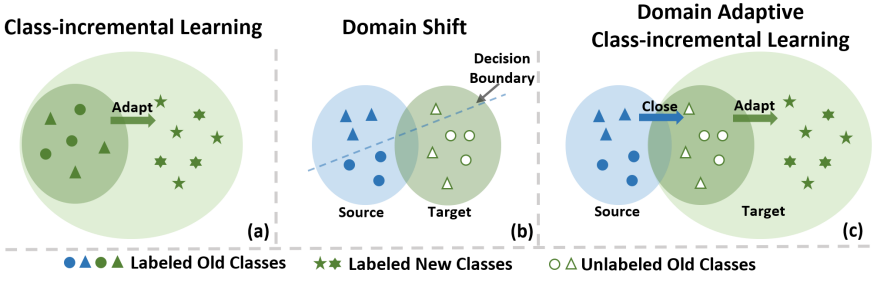 Class-incremental Learning
Adapt
(a)
Domain Shift
Decision
Boundary
Source
Target
(b)
Domain Adaptive
Class-incremental Learning
Close
Adapt
Source
Target
(c)
Labeled Old Classes
Labeled New Classes
Unlabeled Old Classes